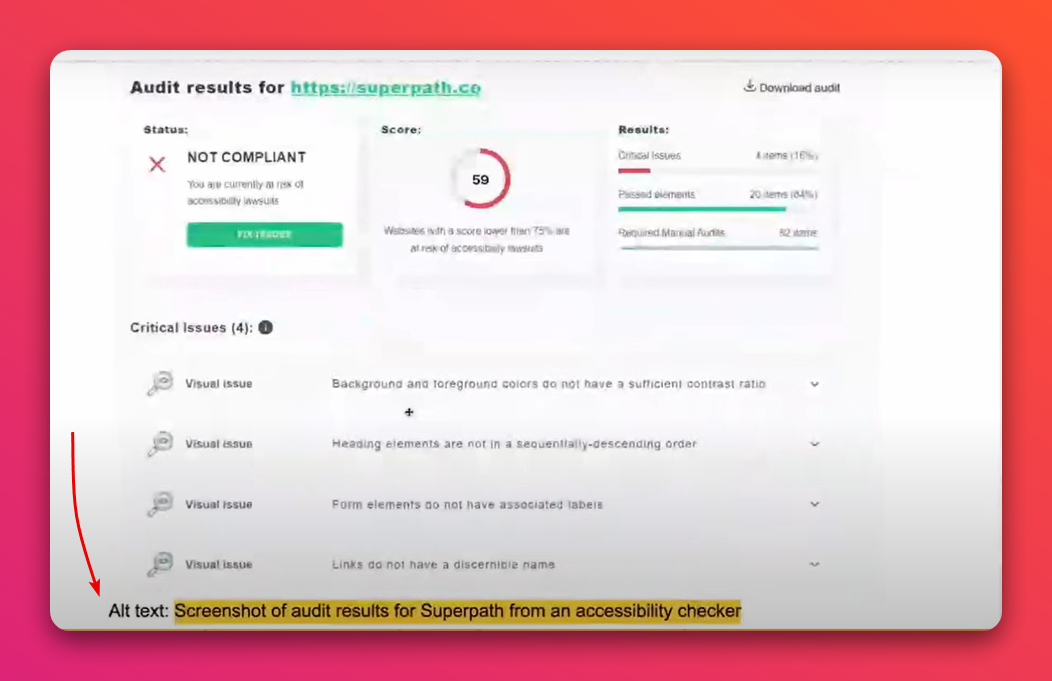 Audit results for https://superpath.co
Download audit
Status:
NOT COMPLIANT
You are currently at risk of
accessibility lawsuits
FIX ISSUES
Score:
59
Websites with a score lower than 75% are
at risk of accessibility lawsuits
Results:
Critical Issues 4 items (16%)
Passed elements 20 items (84%)
Required Manual Audits 62 items
Critical Issues (4):
Visual issue Background and foreground colors do not have a sufficient contrast ratio
Visual issue Heading elements are not in a sequentially-descending order
Visual issue Form elements do not have associated labels
Visual issue Links do not have a discernible name
Alt text: Screenshot of audit results for Superpath from an accessibility checker